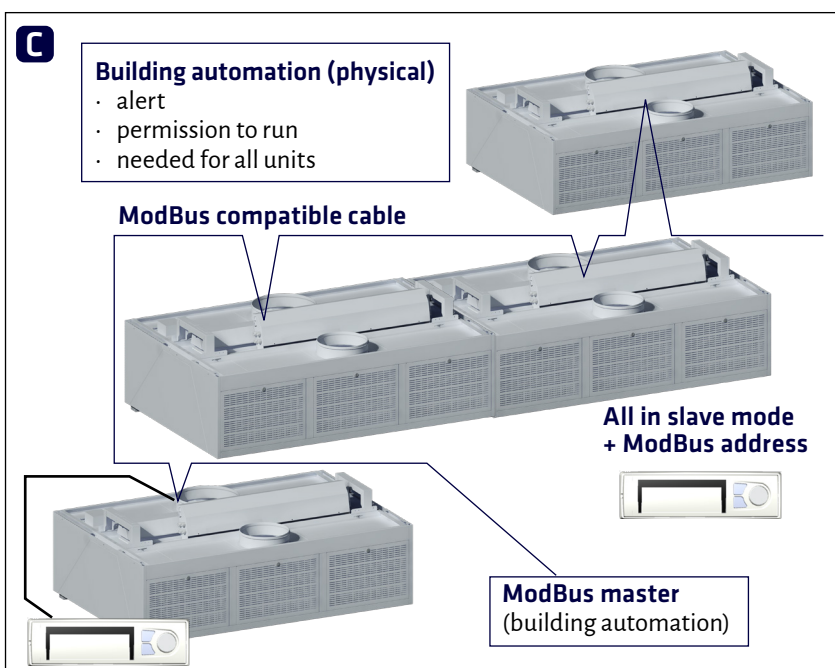 C
Building automation (physical)
· alert
· permission to run
· needed for all units
ModBus compatible cable
All in slave mode
+ ModBus address
ModBus master
(building automation)